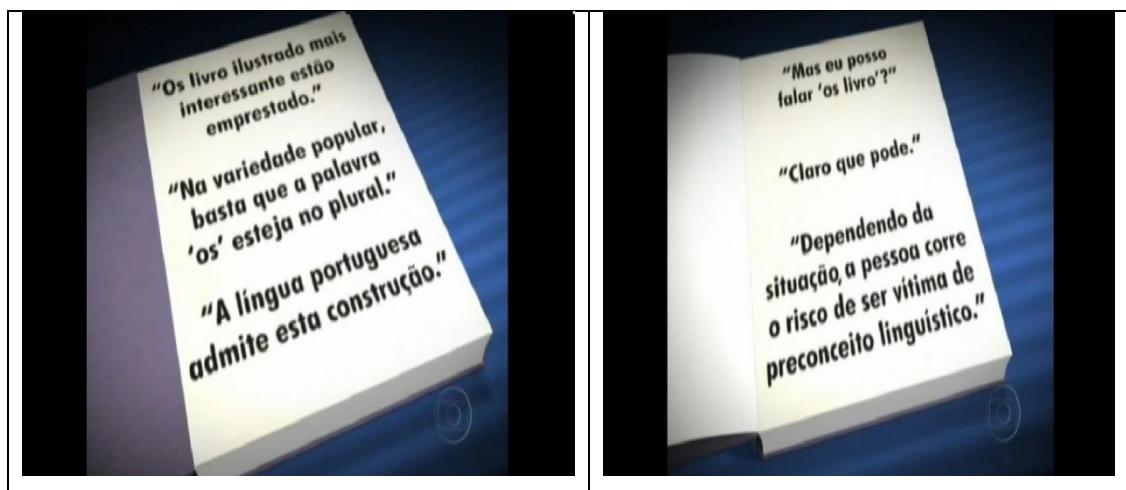 "Os livro ilustrado mais
interessante estão
emprestado."
"Na variedade popular,
basta que a palavra
'os' esteja no plural."
"A língua portuguesa
admite esta construção."
"Mas eu posso
falar 'os livro'?"
"Claro que pode."
"Dependendo da
situação, a pessoa corre
o risco de ser vítima de
preconceito linguístico."